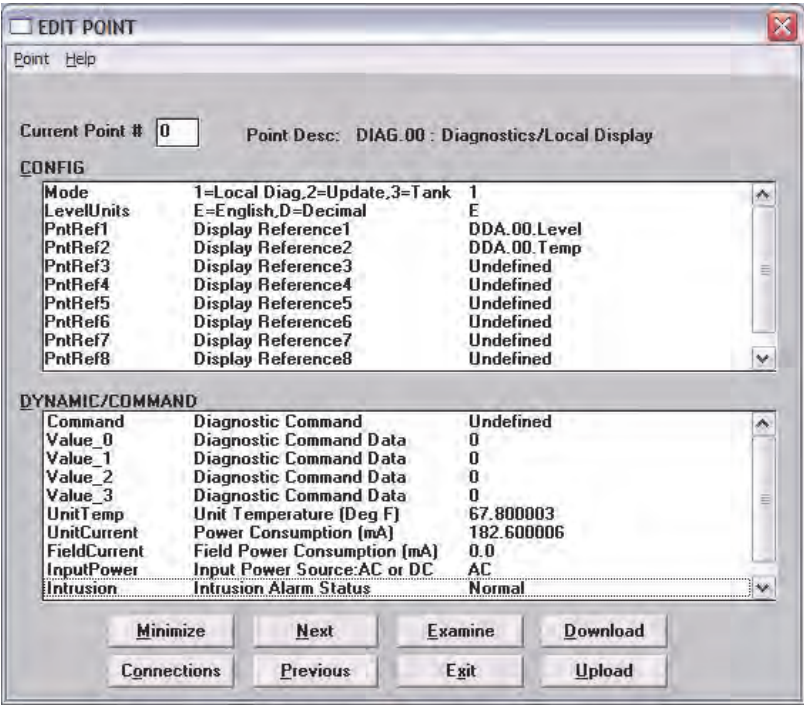 EDIT POINT
Point Help
Current Point # 0 Point Desc: DIAG.00 : Diagnostics/Local Display
CONFIG
Mode 1=Local Diag,2=Update,3=Tank 1
LevelUnits E=English,D=Decimal E
PntRef1 Display Reference1 DDA.00.Level
PntRef2 Display Reference2 DDA.00.Temp
PntRef3 Display Reference3 Undefined
PntRef4 Display Reference4 Undefined
PntRef5 Display Reference5 Undefined
PntRef6 Display Reference6 Undefined
PntRef7 Display Reference7 Undefined
PntRef8 Display Reference8 Undefined
DYNAMIC/COMMAND
Command Diagnostic Command Undefined
Value_0 Diagnostic Command Data 0
Value_1 Diagnostic Command Data 0
Value_2 Diagnostic Command Data 0
Value_3 Diagnostic Command Data 0
UnitTemp Unit Temperature (Deg F) 67.800003
UnitCurrent Power Consumption (mA) 182.600006
FieldCurrent Field Power Consumption (mA) 0.0
InputPower Input Power Source:AC or DC AC
Intrusion Intrusion Alarm Status Normal
Minimize Next Examine Download
Connections Previous Exit Upload